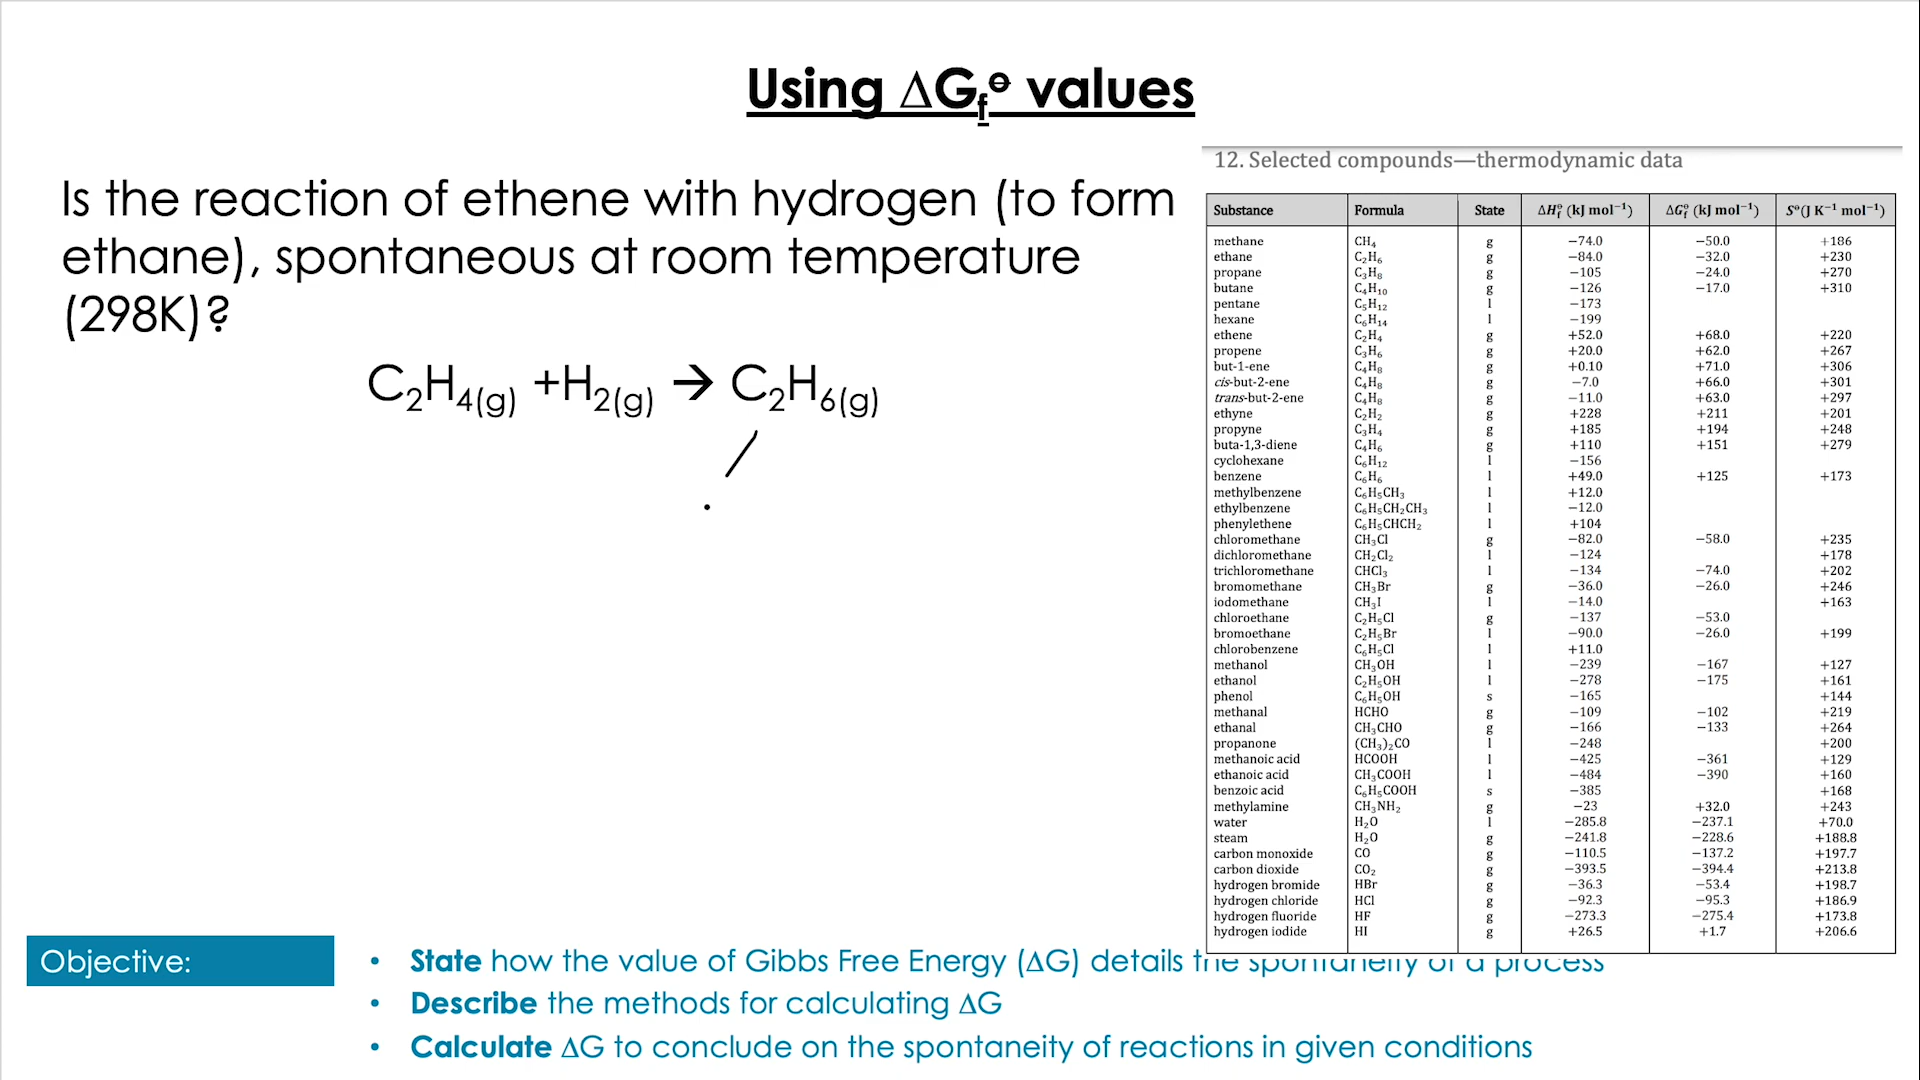 Using ΔGfᶱ values
Is the reaction of ethene with hydrogen (to form
ethane), spontaneous at room temperature
(298K)?
C₂H₄(g) +H₂(g) → C₂H₆(g)
12. Selected compounds—thermodynamic data
Substance Formula State ΔHf° (kJ mol⁻¹) ΔGf° (kJ mol⁻¹) S°(J K⁻¹ mol⁻¹)
methane CH₄ g −74.0 −50.0 +186
ethane C₂H₆ g −84.0 −32.0 +230
propane C₃H₈ g −105 −24.0 +270
butane C₄H₁₀ g −126 −17.0 +310
pentane C₅H₁₂ l −173
hexane C₆H₁₄ l −199
ethene C₂H₄ g +52.0 +68.0 +220
propene C₃H₆ g +20.0 +62.0 +267
but-1-ene C₄H₈ g +0.10 +71.0 +306
cis-but-2-ene C₄H₈ g −7.0 +66.0 +301
trans-but-2-ene C₄H₈ g −11.0 +63.0 +297
ethyne C₂H₂ g +228 +211 +201
propyne C₃H₄ g +185 +194 +248
buta-1,3-diene C₄H₆ g +110 +151 +279
cyclohexane C₆H₁₂ l −156
benzene C₆H₆ l +49.0 +125 +173
methylbenzene C₆H₅CH₃ l +12.0
ethylbenzene C₆H₅CH₂CH₃ l −12.0
phenylethene C₆H₅CHCH₂ l +104
chloromethane CH₃Cl g −82.0 −58.0 +235
dichloromethane CH₂Cl₂ l −124 +178
trichloromethane CHCl₃ l −134 −74.0 +202
bromomethane CH₃Br g −36.0 −26.0 +246
iodomethane CH₃I l −14.0 +163
chloroethane C₂H₅Cl g −137 −53.0
bromoethane C₂H₅Br l −90.0 −26.0 +199
chlorobenzene C₆H₅Cl l +11.0
methanol CH₃OH l −239 −167 +127
ethanol C₂H₅OH l −278 −175 +161
phenol C₆H₅OH s −165 +144
methanal HCHO g −109 −102 +219
ethanal CH₃CHO g −166 −133 +264
propanone (CH₃)₂CO l −248 +200
methanoic acid HCOOH l −425 −361 +129
ethanoic acid CH₃COOH l −484 −390 +160
benzoic acid C₆H₅COOH s −385 +168
methylamine CH₃NH₂ g −23 +32.0 +243
water H₂O l −285.8 −237.1 +70.0
steam H₂O g −241.8 −228.6 +188.8
carbon monoxide CO g −110.5 −137.2 +197.7
carbon dioxide CO₂ g −393.5 −394.4 +213.8
hydrogen bromide HBr g −36.3 −53.4 +198.7
hydrogen chloride HCl g −92.3 −95.3 +186.9
hydrogen fluoride HF g −273.3 −275.4 +173.8
hydrogen iodide HI g +26.5 +1.7 +206.6
Objective:
• State how the value of Gibbs Free Energy (ΔG) details the spontaneity of a process
• Describe the methods for calculating ΔG
• Calculate ΔG to conclude on the spontaneity of reactions in given conditions